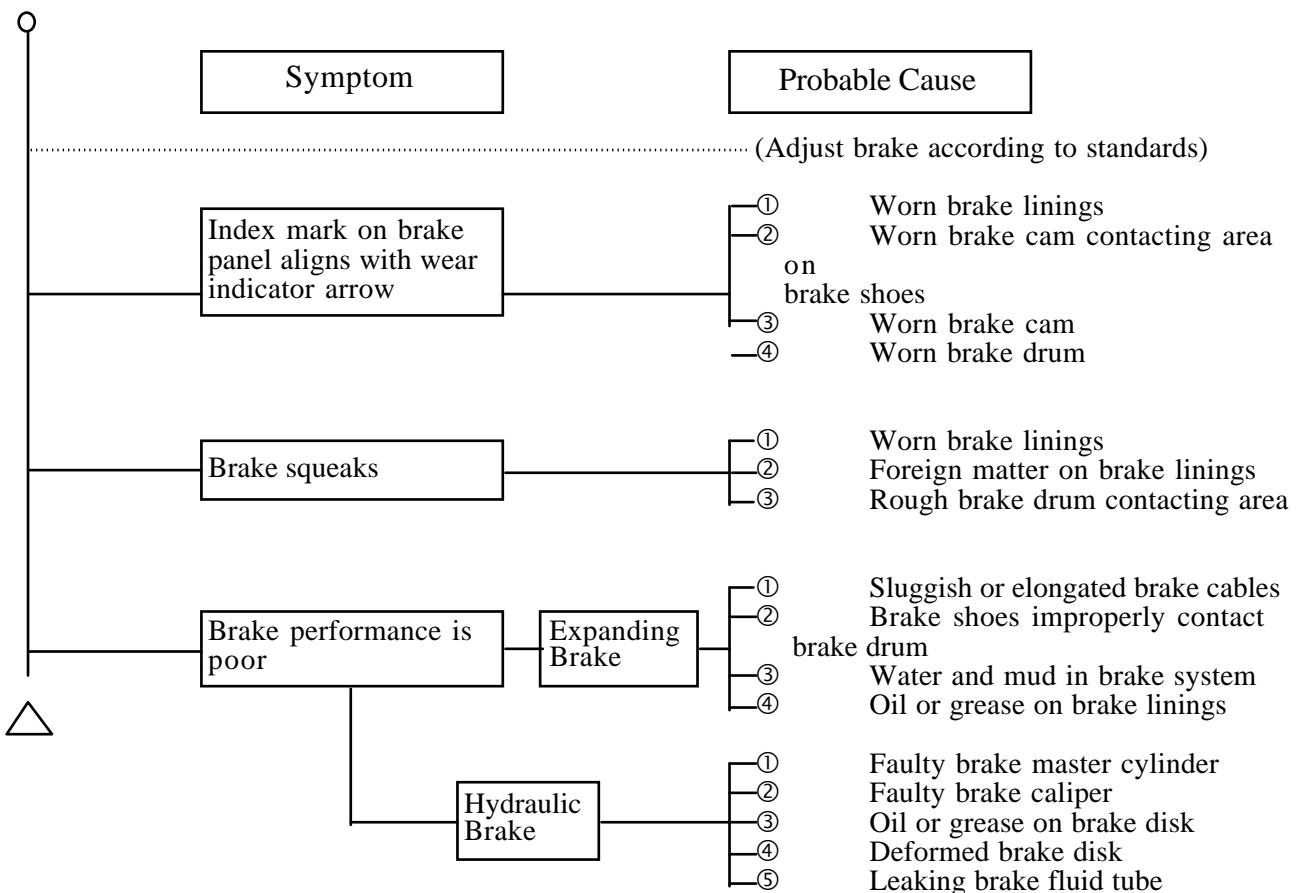 Symptom
Probable Cause
(Adjust brake according to standards)
Index mark on brake
panel aligns with wear
indicator arrow
① Worn brake linings
② Worn brake cam contacting area
on
brake shoes
③ Worn brake cam
④ Worn brake drum
Brake squeaks
① Worn brake linings
② Foreign matter on brake linings
③ Rough brake drum contacting area
Brake performance is
poor
Expanding
Brake
① Sluggish or elongated brake cables
② Brake shoes improperly contact
brake drum
③ Water and mud in brake system
④ Oil or grease on brake linings
Hydraulic
Brake
① Faulty brake master cylinder
② Faulty brake caliper
③ Oil or grease on brake disk
④ Deformed brake disk
⑤ Leaking brake fluid tube